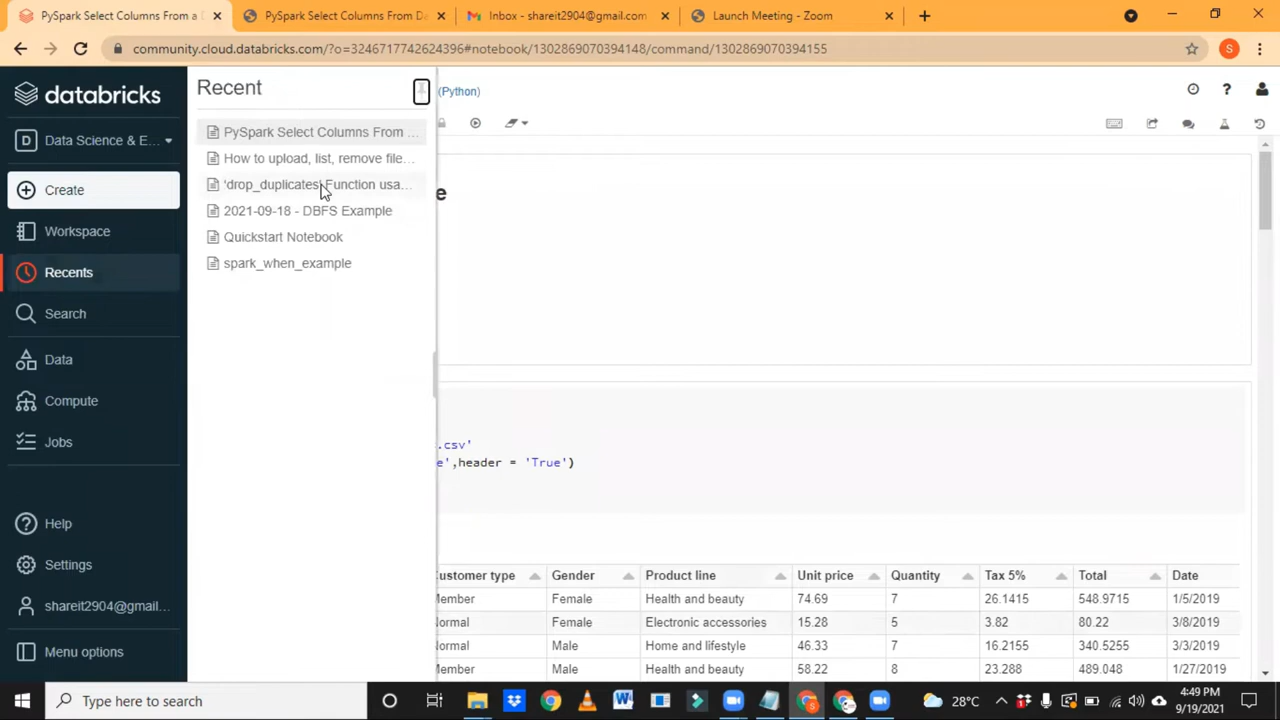 PySpark Select Columns From a D
PySpark Select Columns From Da
Inbox - shareit2904@gmail.com
Launch Meeting - Zoom
community.cloud.databricks.com/?o=3246717742624396#notebook/1302869070394148/command/1302869070394155
S
databricks
D Data Science & E...
Create
Workspace
Recents
Search
Data
Compute
Jobs
Help
Settings
shareit2904@gmail...
Menu options
Recent
PySpark Select Columns From ...
How to upload, list, remove file...
'drop_duplicates' Function usa...
2021-09-18 - DBFS Example
Quickstart Notebook
spark_when_example
(Python)
e
.csv'
e',header = 'True')
Customer type Gender Product line Unit price Quantity Tax 5% Total Date
Member Female Health and beauty 74.69 7 26.1415 548.9715 1/5/2019
Normal Female Electronic accessories 15.28 5 3.82 80.22 3/8/2019
Normal Male Home and lifestyle 46.33 7 16.2155 340.5255 3/3/2019
Member Male Health and beauty 58.22 8 23.288 489.048 1/27/2019
Type here to search
28°C
4:49 PM
9/19/2021